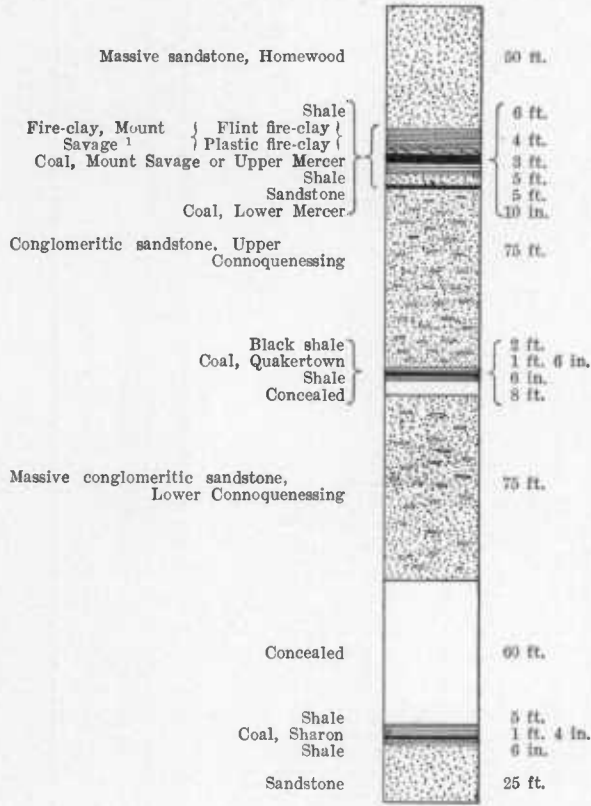 Massive sandstone, Homewood 50 ft.
Shale 6 ft.
Fire-clay, Mount Savage ¹ { Flint fire-clay } 4 ft.
{ Plastic fire-clay }
Coal, Mount Savage or Upper Mercer 3 ft.
Shale 5 ft.
Sandstone 5 ft.
Coal, Lower Mercer 10 in.
Conglomeritic sandstone, Upper
Connoquenessing 75 ft.
Black shale 2 ft.
Coal, Quakertown 1 ft. 6 in.
Shale 6 in.
Concealed 8 ft.
Massive conglomeritic sandstone,
Lower Connoquenessing 75 ft.
Concealed 60 ft.
Shale 5 ft.
Coal, Sharon 1 ft. 4 in.
Shale 6 in.
Sandstone 25 ft.